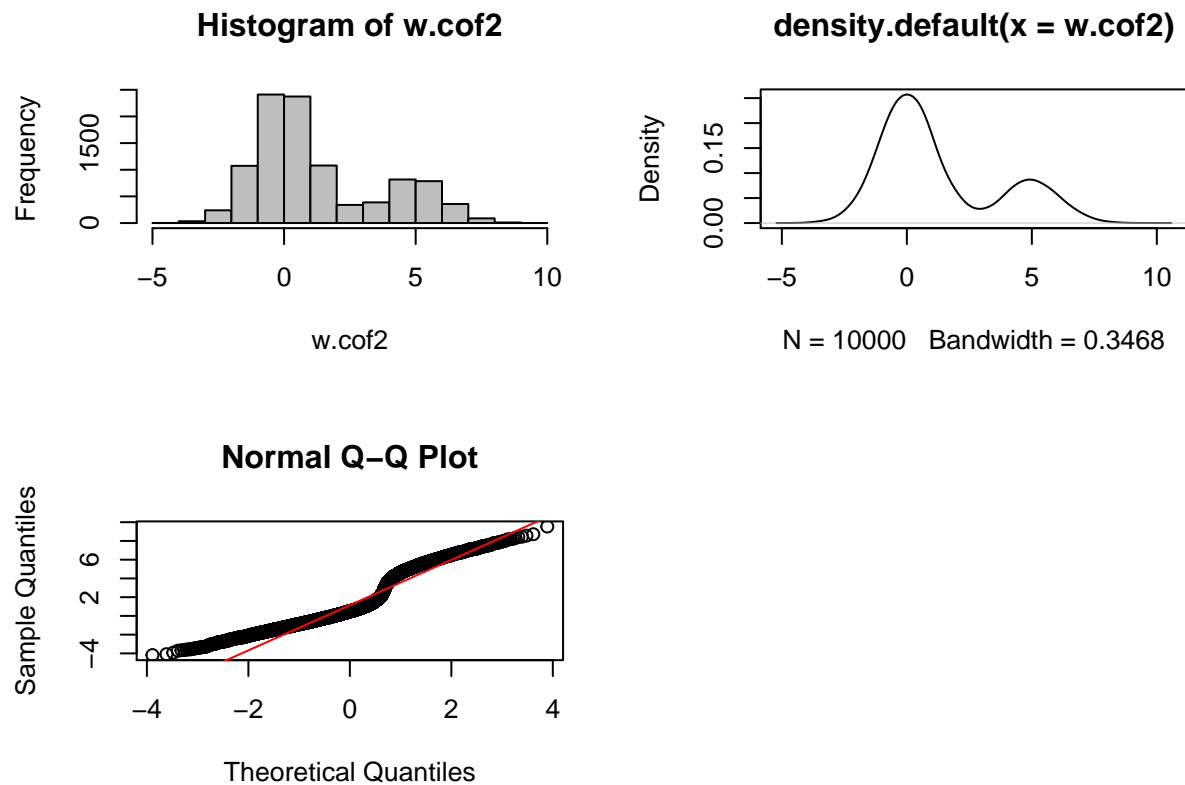 Histogram of w.cof2
Frequency
0 1500
−5 0 5 10
w.cof2
density.default(x = w.cof2)
Density
0.00 0.15
−5 0 5 10
N = 10000 Bandwidth = 0.3468
Normal Q−Q Plot
Sample Quantiles
−4 2 6
−4 −2 0 2 4
Theoretical Quantiles